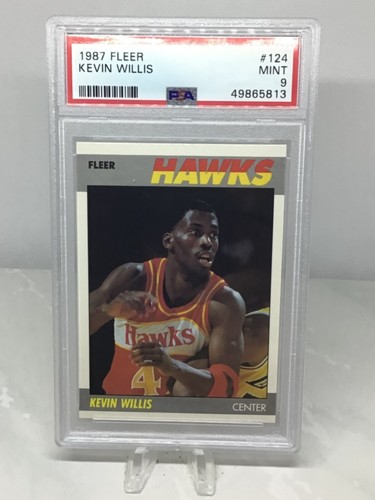 1987 FLEER #124
KEVIN WILLIS MINT
9
PSA 49865813
FLEER HAWKS
Hawks
4
KEVIN WILLIS CENTER